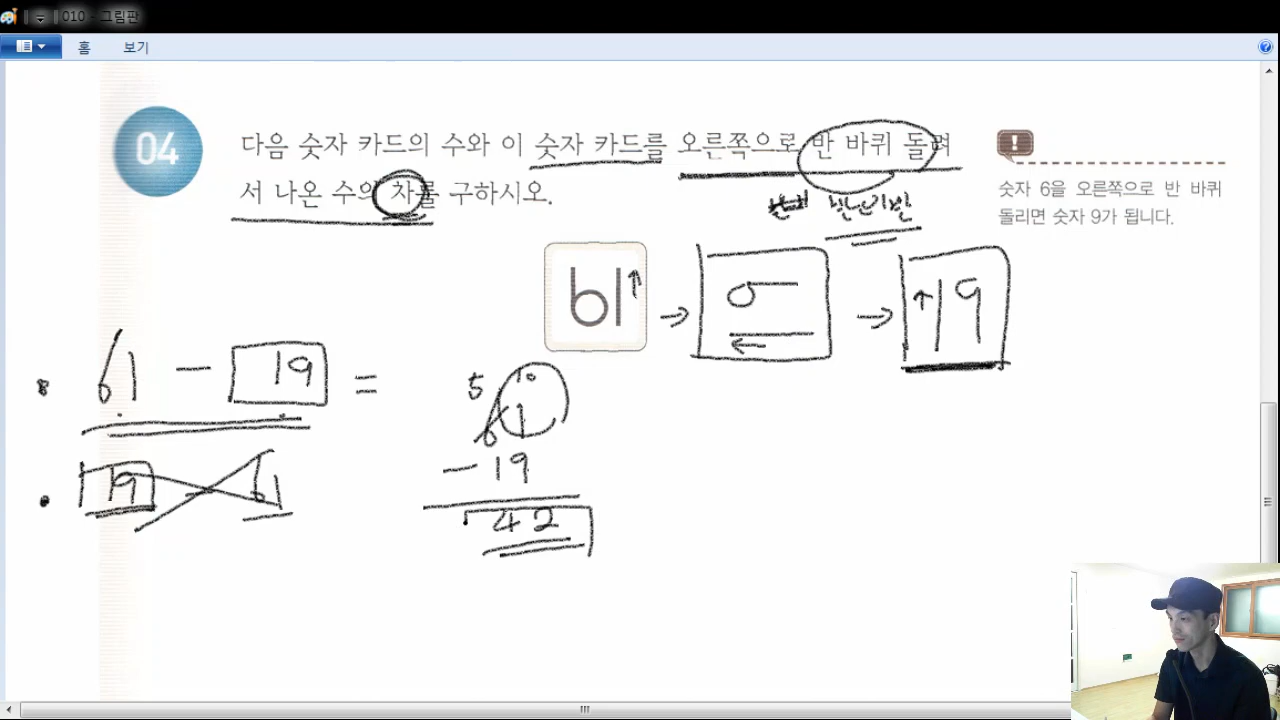 010 - 그림판
홈 보기
04 다음 숫자 카드의 수와 이 숫자 카드를 오른쪽으로 반 바퀴 돌려
서 나온 수의 차를 구하시오.
!
숫자 6을 오른쪽으로 반 바퀴
돌리면 숫자 9가 됩니다.
61 ↑ → → ↑ 19
61 - 19 =
19 61
5 10
61
- 19
42